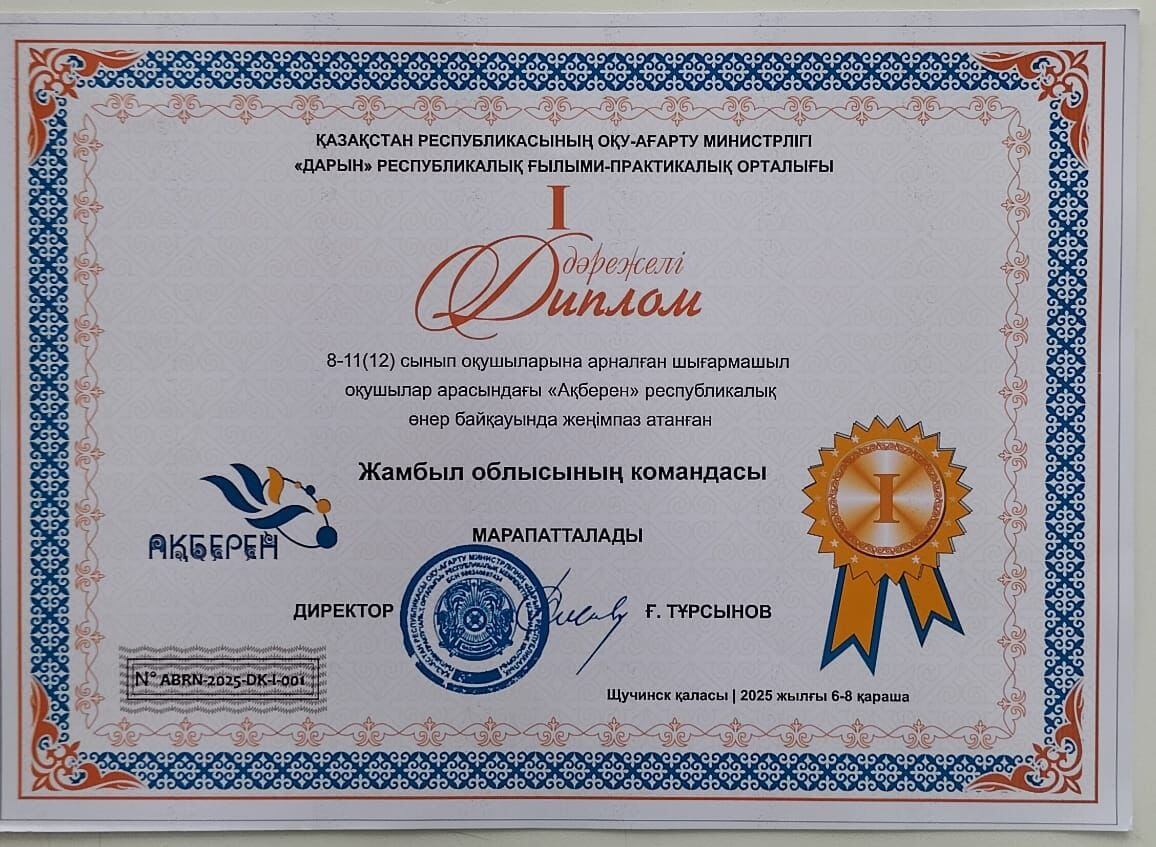 ҚАЗАҚСТАН РЕСПУБЛИКАСЫНЫҢ ОҚУ-АҒАРТУ МИНИСТРЛІГІ
«ДАРЫН» РЕСПУБЛИКАЛЫҚ ҒЫЛЫМИ-ПРАКТИКАЛЫҚ ОРТАЛЫҒЫ
I
дәрежелі
Диплом
8-11(12) сынып оқушыларына арналған шығармашыл
оқушылар арасындағы «Ақберен» республикалық
өнер байқауында жеңімпаз атанған
Жамбыл облысының командасы
I
АҚБЕРЕН
МАРАПАТТАЛАДЫ
ДИРЕКТОР
Ғ. ТҰРСЫНОВ
N° ABRN-2025-DK-I-001
Щучинск қаласы | 2025 жылғы 6-8 қараша